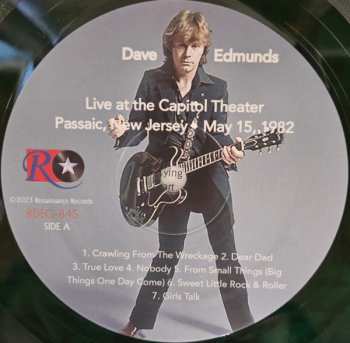 Dave Edmunds
Live at the Capitol Theater
Passaic, New Jersey • May 15, 1982
RO
©2023 Renaissance Records
RDEG-845
SIDE A
1. Crawling From The Wreckage 2. Dear Dad
3. True Love 4. Nobody 5. From Small Things (Big
Things One Day Come) 6. Sweet Little Rock & Roller
7. Girls Talk